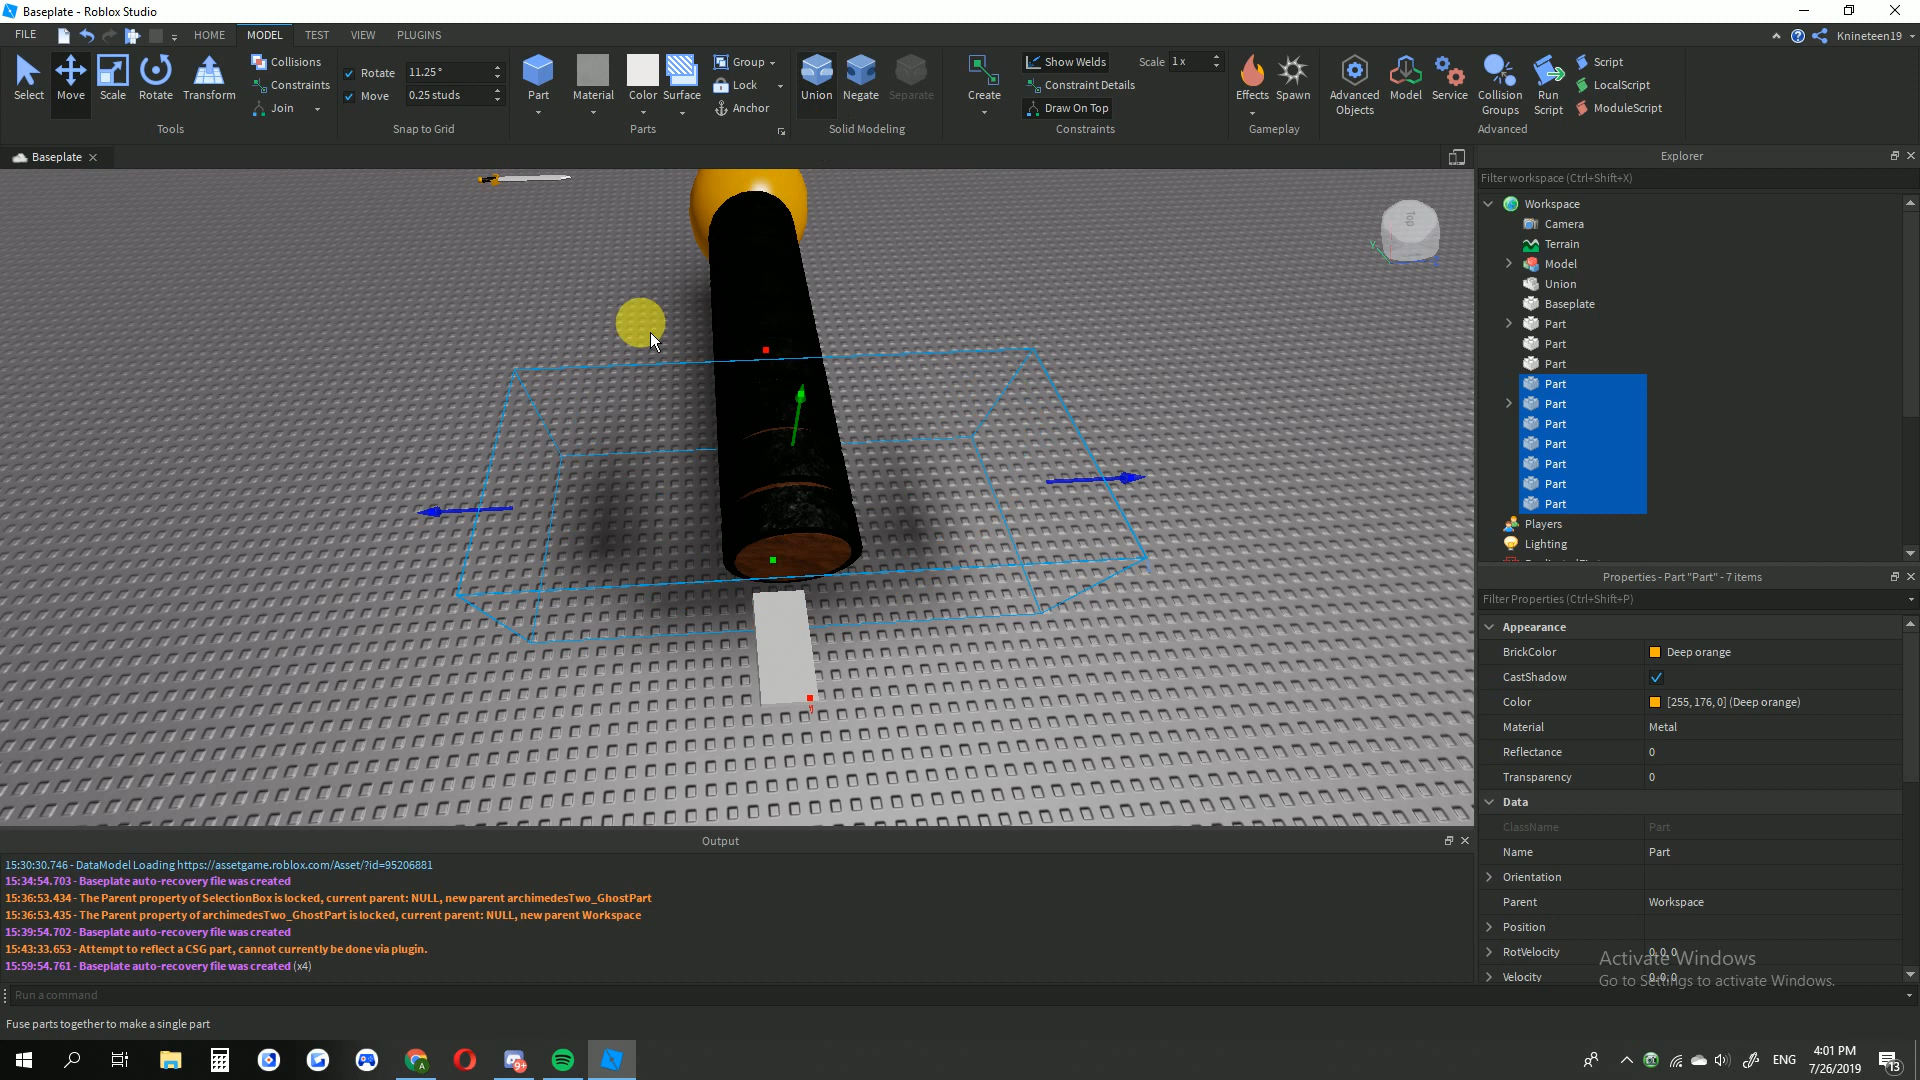 Baseplate - Roblox Studio
FILE
HOME
MODEL
TEST
VIEW
PLUGINS
Knineteen19
Select
Move
Scale
Rotate
Transform
Collisions
Constraints
Join
Tools
Rotate
11.25 °
Move
0.25 studs
Snap to Grid
Part
Material
Color
Surface
Group
Lock
Anchor
Parts
Union
Negate
Separate
Solid Modeling
Create
Show Welds
Constraint Details
Draw On Top
Scale
1 x
Constraints
Effects
Spawn
Gameplay
Advanced Objects
Model
Service
Collision Groups
Run Script
Script
LocalScript
ModuleScript
Advanced
Baseplate
Top
Y
Explorer
Filter workspace (Ctrl+Shift+X)
Workspace
Camera
Terrain
Model
Union
Baseplate
Part
Part
Part
Part
Part
Part
Part
Part
Part
Part
Players
Lighting
Properties - Part "Part" - 7 items
Filter Properties (Ctrl+Shift+P)
Appearance
BrickColor
Deep orange
CastShadow
Color
[255, 176, 0] (Deep orange)
Material
Metal
Reflectance
0
Transparency
0
Data
ClassName
Part
Name
Part
Orientation
Parent
Workspace
Position
RotVelocity
0, 0, 0
Velocity
0, 0, 0
Activate Windows
Go to Settings to activate Windows.
Output
15:30:30.746 - DataModel Loading https://assetgame.roblox.com/Asset/?id=95206881
15:34:54.703 - Baseplate auto-recovery file was created
15:36:53.434 - The Parent property of SelectionBox is locked, current parent: NULL, new parent archimedesTwo_GhostPart
15:36:53.435 - The Parent property of archimedesTwo_GhostPart is locked, current parent: NULL, new parent Workspace
15:39:54.702 - Baseplate auto-recovery file was created
15:43:33.653 - Attempt to reflect a CSG part, cannot currently be done via plugin.
15:59:54.761 - Baseplate auto-recovery file was created (x4)
Run a command
Fuse parts together to make a single part
A
9+
ENG
4:01 PM
7/26/2019
13